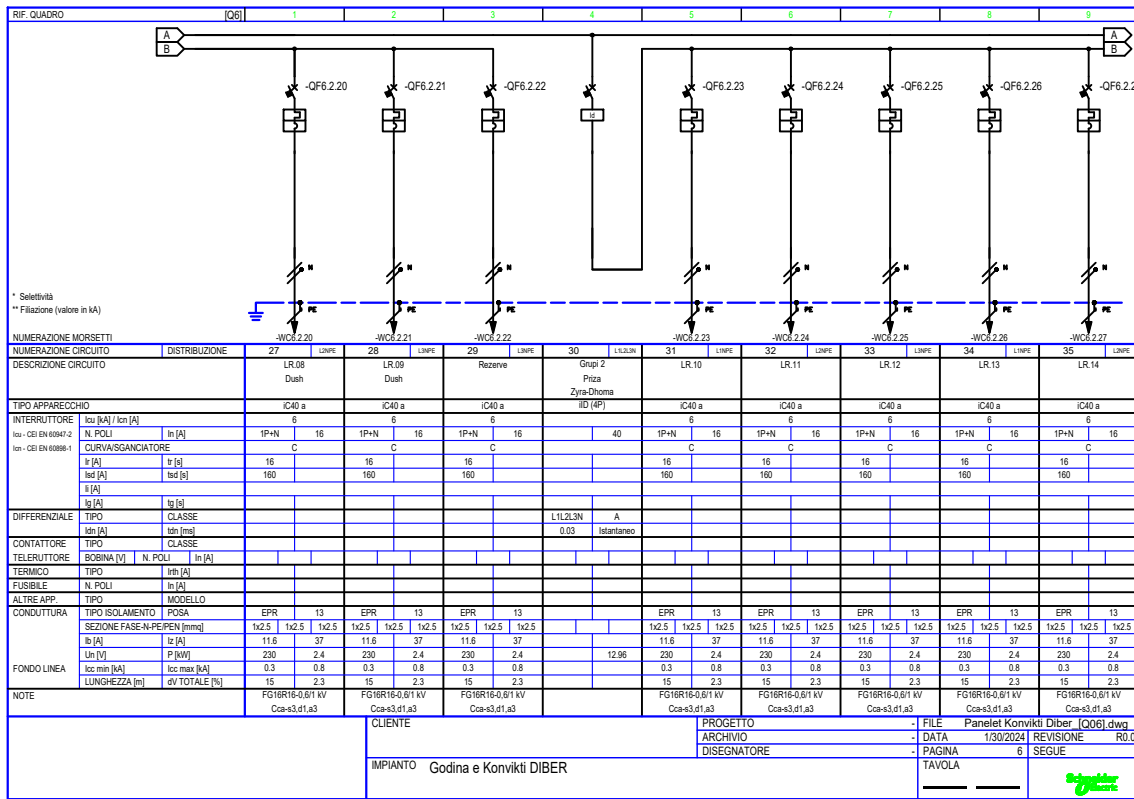 RIF. QUADRO [Q6] 1 2 3 4 5 6 7 8 9
A A
B B
-QF6.2.20 -QF6.2.21 -QF6.2.22 -QF6.2.23 -QF6.2.24 -QF6.2.25 -QF6.2.26 -QF6.2.2
Id
N N N N N N N N
* Selettività
** Filiazione (valore in kA)
PE PE PE PE PE PE PE PE
NUMERAZIONE MORSETTI -WC6.2.20 -WC6.2.21 -WC6.2.22 -WC6.2.23 -WC6.2.24 -WC6.2.25 -WC6.2.26 -WC6.2.27
NUMERAZIONE CIRCUITO DISTRIBUZIONE 27 L2NPE 28 L3NPE 29 L3NPE 30 L1L2L3N 31 L1NPE 32 L2NPE 33 L3NPE 34 L1NPE 35 L2NPE
DESCRIZIONE CIRCUITO LR.08 LR.09 Rezerve Grupi 2 LR.10 LR.11 LR.12 LR.13 LR.14
Dush Dush Priza
Zyra-Dhoma
TIPO APPARECCHIO iC40 a iC40 a iC40 a iID (4P) iC40 a iC40 a iC40 a iC40 a iC40 a
INTERRUTTORE Icu [kA] / Icn [A] 6 6 6 6 6 6 6 6
Icu - CEI EN 60947-2 N. POLI In [A] 1P+N 16 1P+N 16 1P+N 16 40 1P+N 16 1P+N 16 1P+N 16 1P+N 16 1P+N 16
Icn - CEI EN 60898-1 CURVA/SGANCIATORE C C C C C C C C
Ir [A] tr [s] 16 16 16 16 16 16 16 16
Isd [A] tsd [s] 160 160 160 160 160 160 160 160
Ii [A]
Ig [A] tg [s]
DIFFERENZIALE TIPO CLASSE L1L2L3N A
Idn [A] tdn [ms] 0.03 Istantaneo
CONTATTORE TIPO CLASSE
TELERUTTORE BOBINA [V] N. POLI In [A]
TERMICO TIPO Irth [A]
FUSIBILE N. POLI In [A]
ALTRE APP. TIPO MODELLO
CONDUTTURA TIPO ISOLAMENTO POSA EPR 13 EPR 13 EPR 13 EPR 13 EPR 13 EPR 13 EPR 13 EPR 13
SEZIONE FASE-N-PE/PEN [mmq] 1x2.5 1x2.5 1x2.5 1x2.5 1x2.5 1x2.5 1x2.5 1x2.5 1x2.5 1x2.5 1x2.5 1x2.5 1x2.5 1x2.5 1x2.5 1x2.5 1x2.5 1x2.5 1x2.5 1x2.5 1x2.5 1x2.5 1x2.5 1x2.5
Ib [A] Iz [A] 11.6 37 11.6 37 11.6 37 11.6 37 11.6 37 11.6 37 11.6 37 11.6 37
Un [V] P [kW] 230 2.4 230 2.4 230 2.4 12.96 230 2.4 230 2.4 230 2.4 230 2.4 230 2.4
FONDO LINEA Icc min [kA] Icc max [kA] 0.3 0.8 0.3 0.8 0.3 0.8 0.3 0.8 0.3 0.8 0.3 0.8 0.3 0.8 0.3 0.8
LUNGHEZZA [m] dV TOTALE [%] 15 2.3 15 2.3 15 2.3 15 2.3 15 2.3 15 2.3 15 2.3 15 2.3
NOTE FG16R16-0,6/1 kV FG16R16-0,6/1 kV FG16R16-0,6/1 kV FG16R16-0,6/1 kV FG16R16-0,6/1 kV FG16R16-0,6/1 kV FG16R16-0,6/1 kV FG16R16-0,6/1 kV
Cca-s3,d1,a3 Cca-s3,d1,a3 Cca-s3,d1,a3 Cca-s3,d1,a3 Cca-s3,d1,a3 Cca-s3,d1,a3 Cca-s3,d1,a3 Cca-s3,d1,a3
CLIENTE PROGETTO - FILE Panelet Konvikti Diber_[Q06].dwg
ARCHIVIO - DATA 1/30/2024 REVISIONE R0.0
DISEGNATORE - PAGINA 6 SEGUE
IMPIANTO Godina e Konvikti DIBER TAVOLA
Schneider Electric